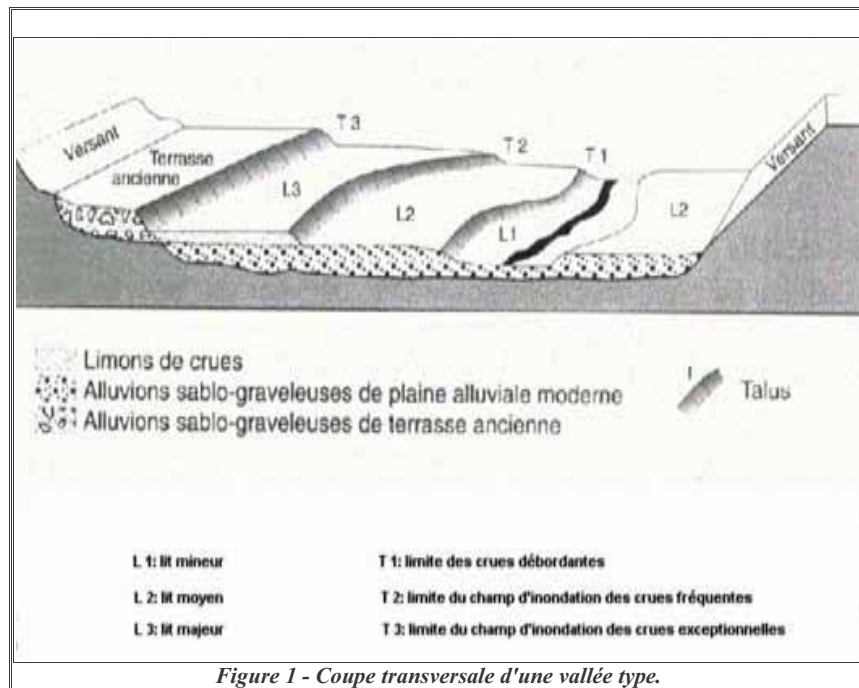 T 3
T 2
T 1
Versant
Versant
Terrasse
ancienne
L3
L2
L1
L2
Limons de crues
Alluvions sablo-graveleuses de plaine alluviale moderne
Talus
Alluvions sablo-graveleuses de terrasse ancienne
L 1: lit mineur
T 1: limite des crues débordantes
L 2: lit moyen
T 2: limite du champ d'inondation des crues fréquentes
L 3: lit majeur
T 3: limite du champ d'inondation des crues exceptionnelles
Figure 1 - Coupe transversale d'une vallée type.